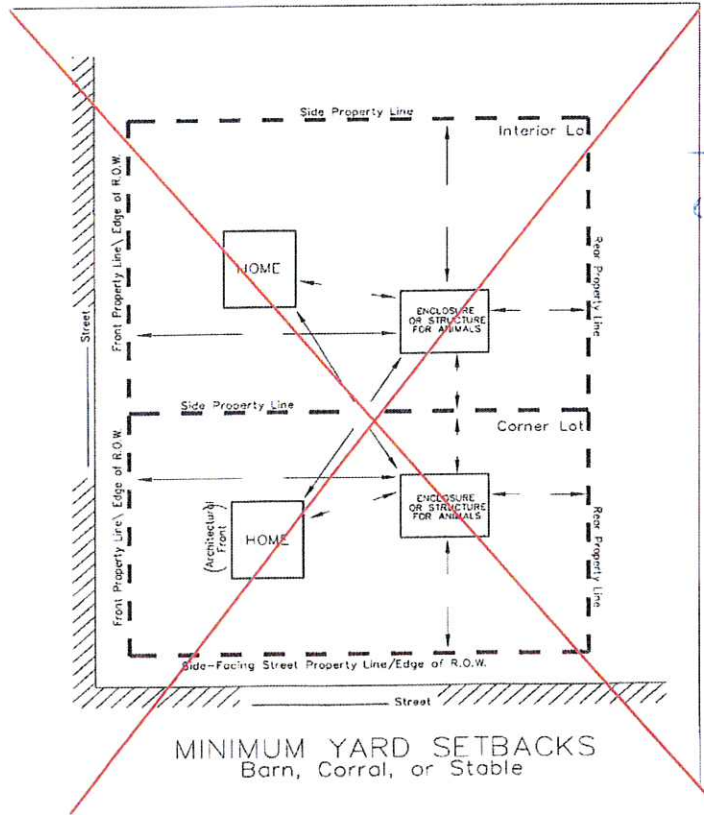 Side Property Line
Interior Lo
Front Property Line\ Edge of R.O.W.
HOME
ENCLOSURE
OR STRUCTURE
FOR ANIMALS
Rear Property Line
Street
Side Property Line
Corner Lot
Front Property Line\ Edge of R.O.W.
(Architectural
Front)
HOME
ENCLOSURE
OR STRUCTURE
FOR ANIMALS
Rear Property Line
Side-Facing Street Property Line/Edge of R.O.W.
Street
MINIMUM YARD SETBACKS
Barn, Corral, or Stable